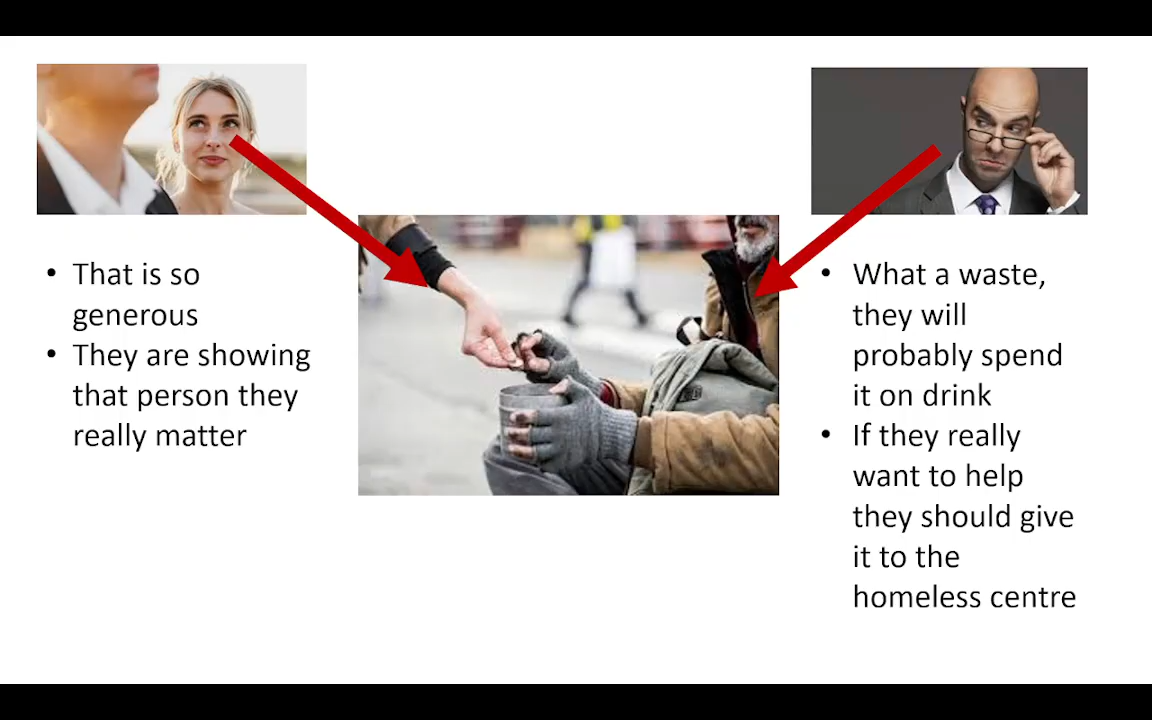 • That is so
generous
• They are showing
that person they
really matter
• What a waste,
they will
probably spend
it on drink
• If they really
want to help
they should give
it to the
homeless centre